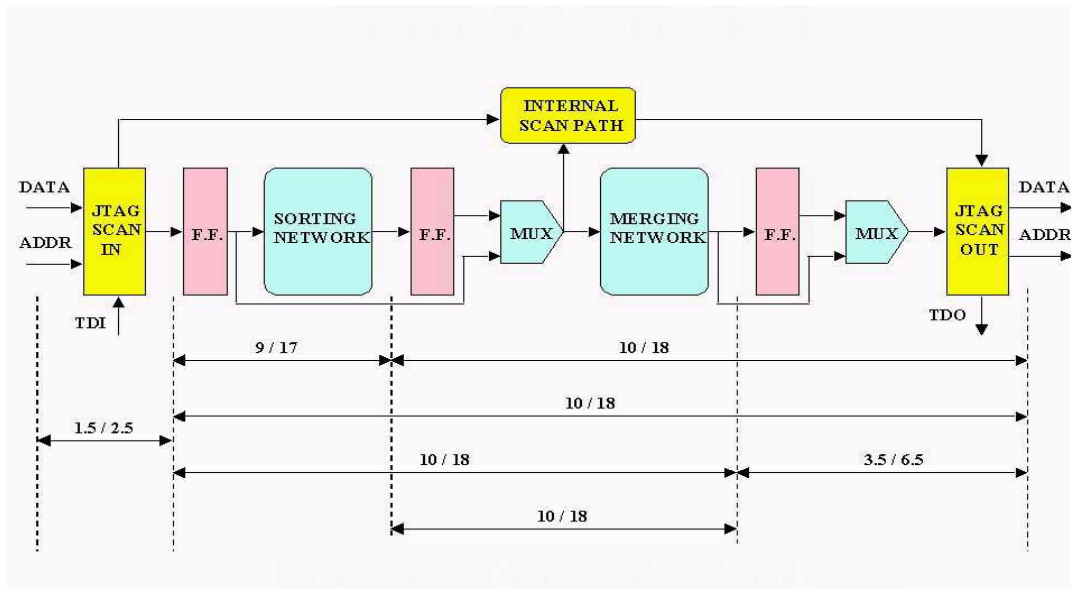 INTERNAL
SCAN PATH
DATA
ADDR
JTAG
SCAN
IN
TDI
F.F.
SORTING
NETWORK
F.F.
MUX
MERGING
NETWORK
F.F.
MUX
JTAG
SCAN
OUT
DATA
ADDR
TDO
9 / 17
10 / 18
10 / 18
1.5 / 2.5
10 / 18
3.5 / 6.5
10 / 18